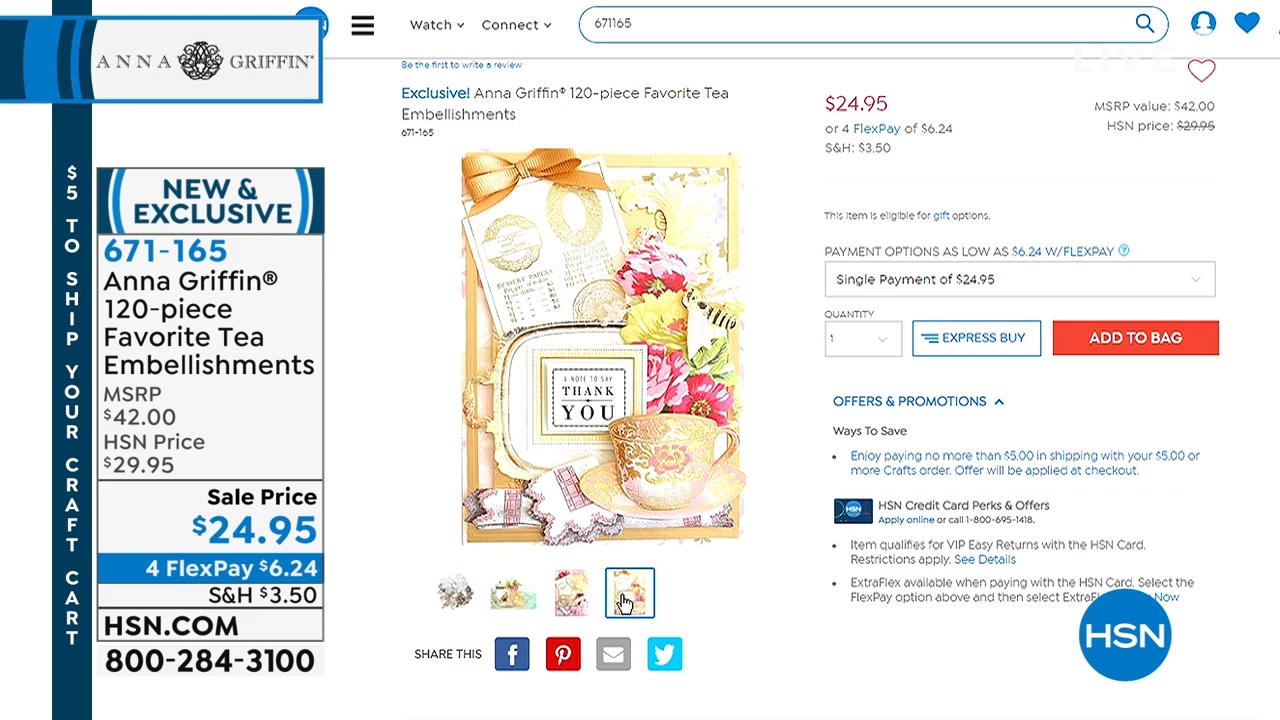 ANNA GRIFFIN
$5 TO SHIP YOUR CRAFT CART
NEW &
EXCLUSIVE
671-165
Anna Griffin®
120-piece
Favorite Tea
Embellishments
MSRP
$42.00
HSN Price
$29.95
Sale Price
$24.95
4 FlexPay $6.24
S&H $3.50
HSN.COM
800-284-3100
Watch
Connect
671165
LIVE
Be the first to write a review
Exclusive! Anna Griffin® 120-piece Favorite Tea
Embellishments
671-165
DESSERT PAPERS
A NOTE TO SAY
THANK
YOU
SHARE THIS
$24.95
or 4 FlexPay of $6.24
S&H: $3.50
MSRP value: $42.00
HSN price: $29.95
This item is eligible for gift options.
PAYMENT OPTIONS AS LOW AS $6.24 W/FLEXPAY
Single Payment of $24.95
QUANTITY
1
EXPRESS BUY
ADD TO BAG
OFFERS & PROMOTIONS
Ways To Save
Enjoy paying no more than $5.00 in shipping with your $5.00 or
more Crafts order. Offer will be applied at checkout.
HSN
HSN Credit Card Perks & Offers
Apply online or call 1-800-695-1418.
Item qualifies for VIP Easy Returns with the HSN Card.
Restrictions apply. See Details
ExtraFlex available when paying with the HSN Card. Select the
FlexPay option above and then select ExtraFl Now
HSN